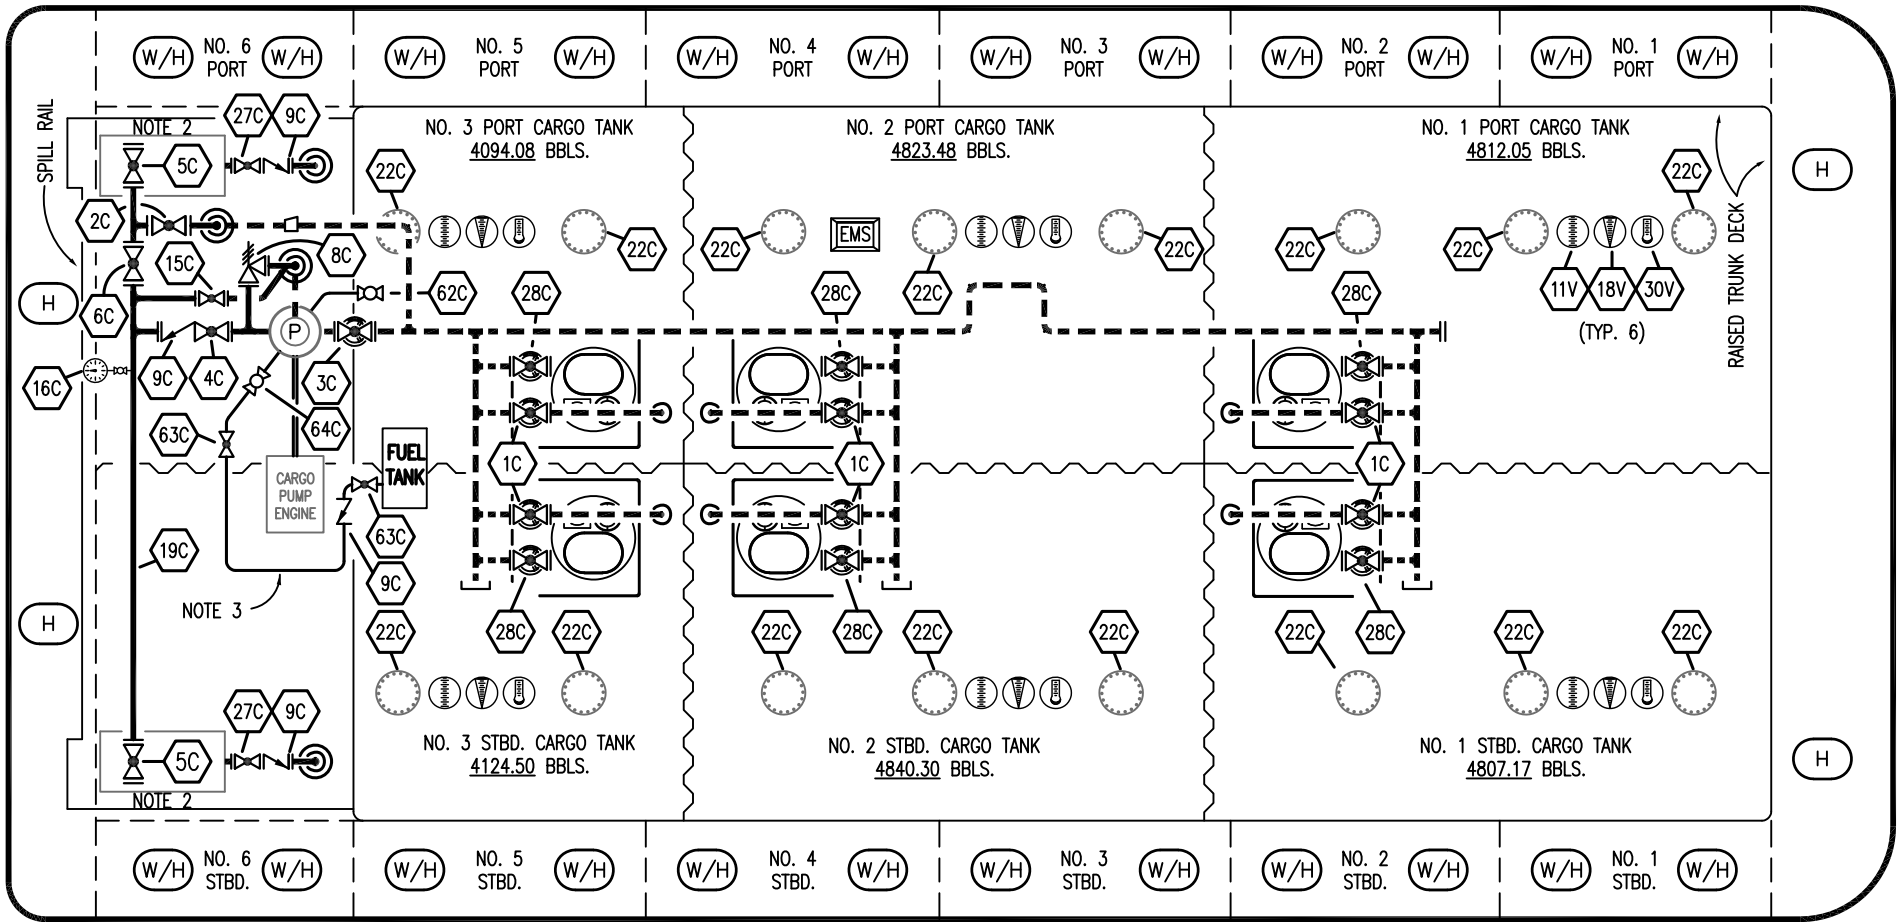 W/H
NO. 6
PORT
W/H
W/H
NO. 5
PORT
W/H
W/H
NO. 4
PORT
W/H
W/H
NO. 3
PORT
W/H
W/H
NO. 2
PORT
W/H
W/H
NO. 1
PORT
W/H
SPILL RAIL
NOTE 2
27C
9C
5C
NO. 3 PORT CARGO TANK
4094.08 BBLS.
NO. 2 PORT CARGO TANK
4823.48 BBLS.
NO. 1 PORT CARGO TANK
4812.05 BBLS.
22C
22C
H
2C
15C
8C
22C
22C
EMS
22C
22C
22C
22C
RAISED TRUNK DECK
H
6C
62C
28C
28C
28C
11V
18V
30V
(TYP. 6)
P
16C
9C
4C
3C
63C
64C
FUEL
TANK
1C
1C
1C
CARGO
PUMP
ENGINE
19C
63C
9C
NOTE 3
H
22C
28C
22C
22C
28C
22C
22C
22C
28C
22C
22C
27C
9C
5C
NOTE 2
NO. 3 STBD. CARGO TANK
4124.50 BBLS.
NO. 2 STBD. CARGO TANK
4840.30 BBLS.
NO. 1 STBD. CARGO TANK
4807.17 BBLS.
H
W/H
NO. 6
STBD.
W/H
W/H
NO. 5
STBD.
W/H
W/H
NO. 4
STBD.
W/H
W/H
NO. 3
STBD.
W/H
W/H
NO. 2
STBD.
W/H
W/H
NO. 1
STBD.
W/H